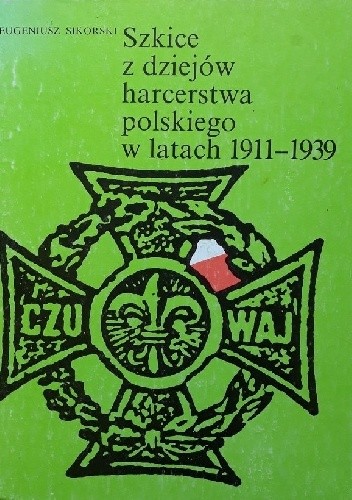 EUGENIUSZ SIKORSKI
Szkice
z dziejów
harcerstwa
polskiego
w latach 1911–1939
CZU WAJ